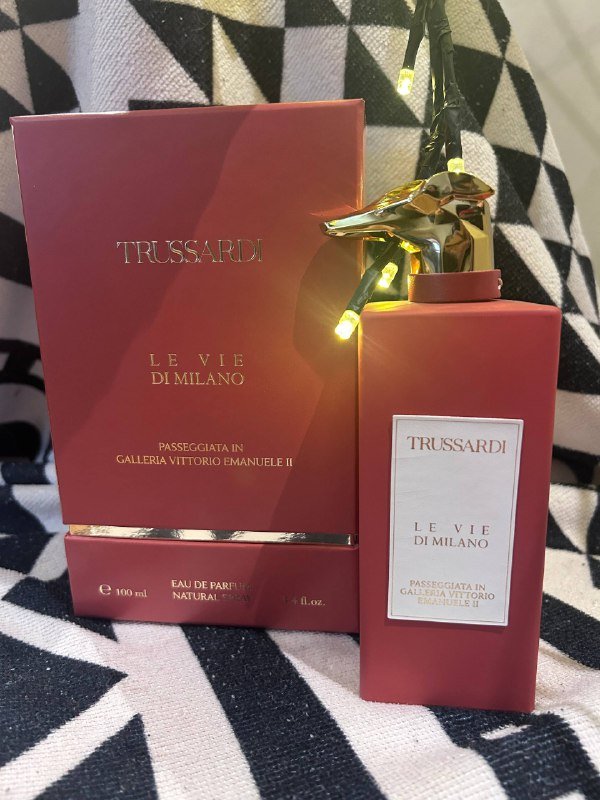 TRUSSARDI
LE VIE
DI MILANO
PASSEGGIATA IN
GALLERIA VITTORIO EMANUELE II
e 100 ml
EAU DE PARFUM
NATURAL
fl.oz.
TRUSSARDI
LE VIE
DI MILANO
PASSEGGIATA IN
GALLERIA VITTORIO
EMANUELE II